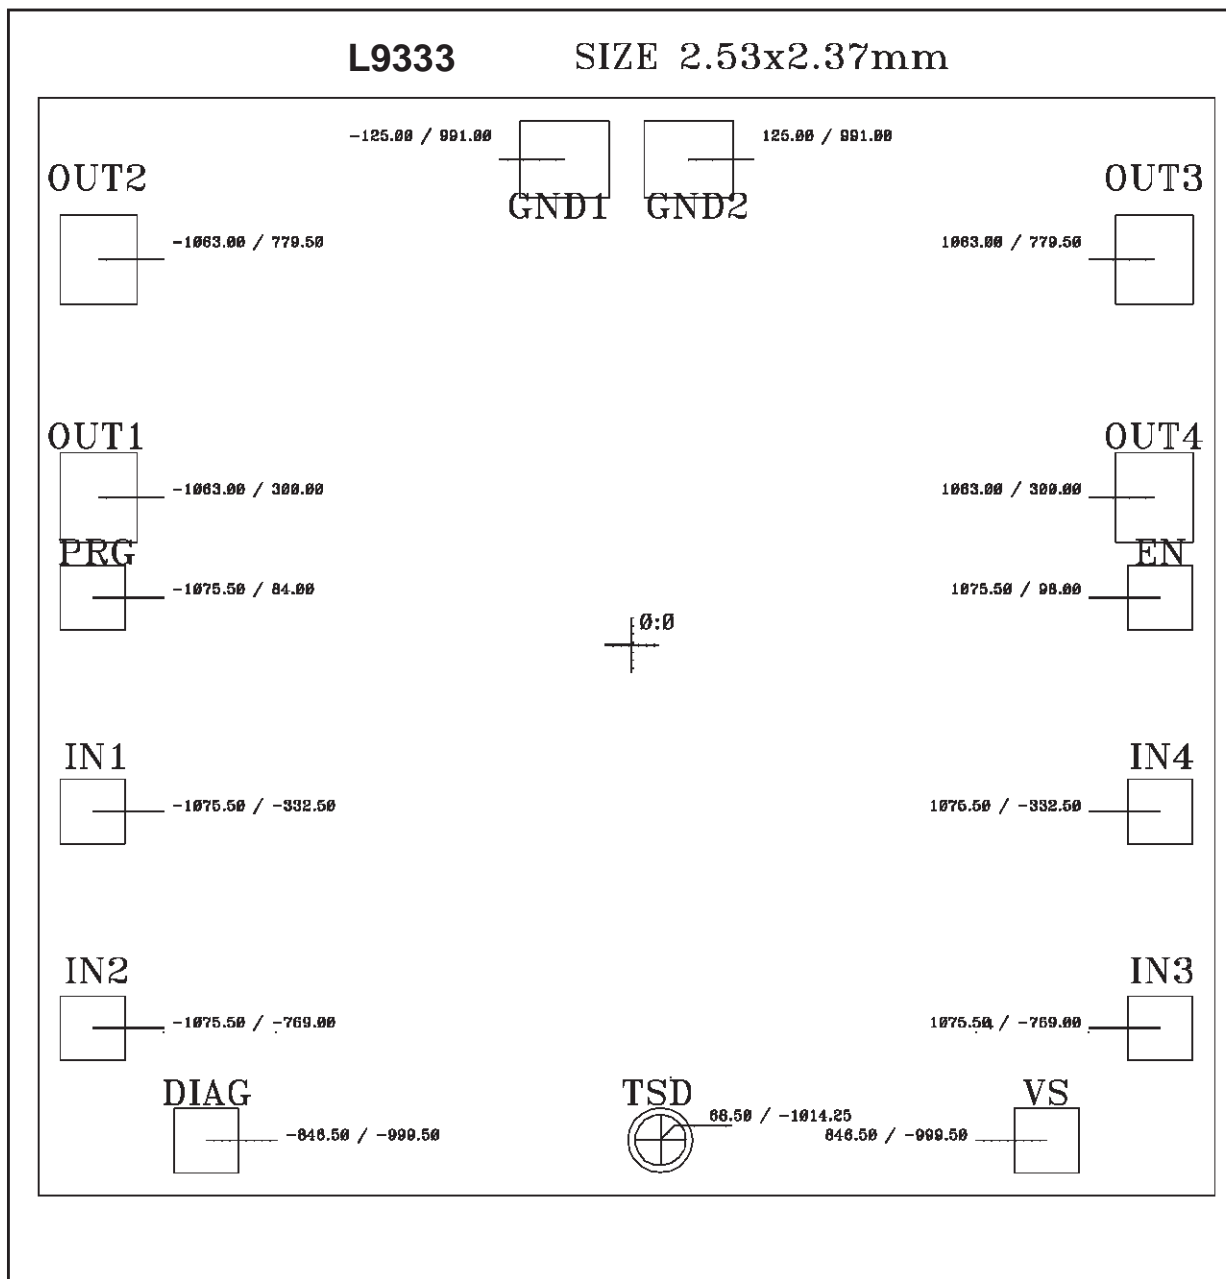 L9333 SIZE 2.53x2.37mm
-125.00 / 991.00 125.00 / 991.00
OUT2 OUT3
GND1 GND2
-1063.00 / 779.50 1063.00 / 779.50
OUT1 OUT4
-1063.00 / 300.00 1063.00 / 300.00
PRG EN
-1075.50 / 84.00 1075.50 / 98.00
0:0
IN1 IN4
-1075.50 / -332.50 1075.50 / -332.50
IN2 IN3
-1075.50 / -769.00 1075.50 / -769.00
DIAG TSD VS
68.50 / -1014.25
-846.50 / -999.50 846.50 / -999.50